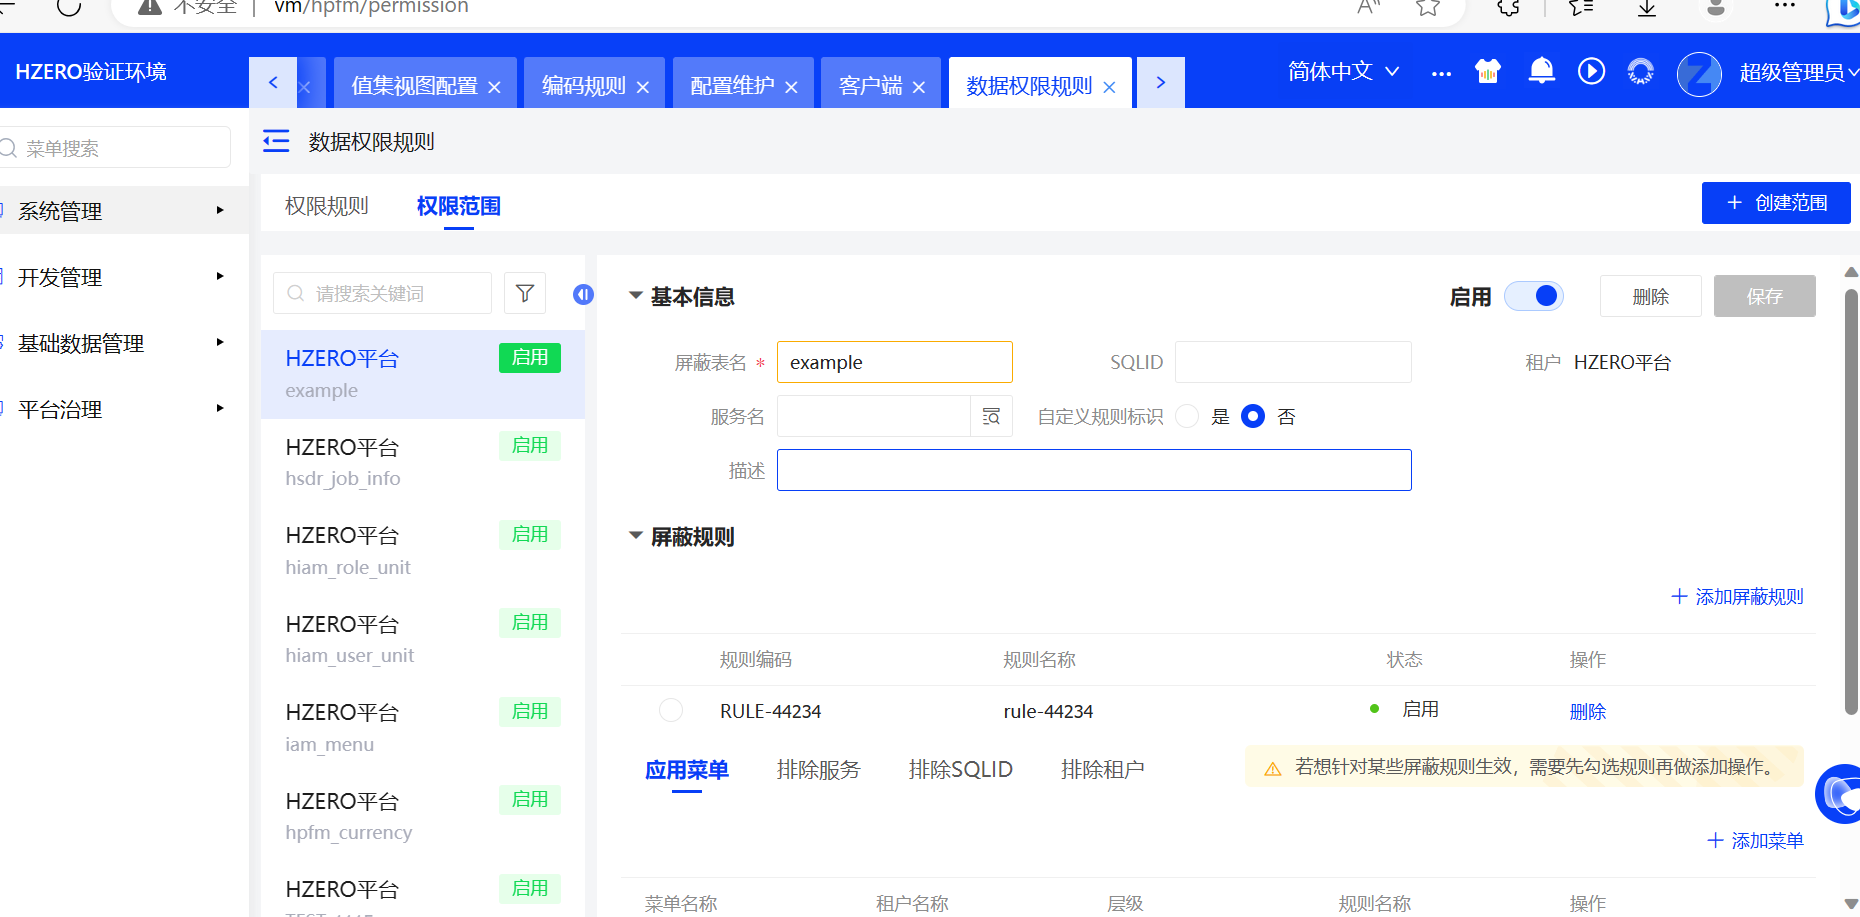 不安全 | vm/hpfm/permission
HZERO验证环境
值集视图配置 ×
编码规则 ×
配置维护 ×
客户端 ×
数据权限规则 ×
简体中文
超级管理员
菜单搜索
数据权限规则
系统管理
开发管理
基础数据管理
平台治理
权限规则
权限范围
+ 创建范围
请搜索关键词
HZERO平台 启用
example
HZERO平台 启用
hsdr_job_info
HZERO平台 启用
hiam_role_unit
HZERO平台 启用
hiam_user_unit
HZERO平台 启用
iam_menu
HZERO平台 启用
hpfm_currency
HZERO平台 启用
基本信息
启用
删除
保存
屏蔽表名 * example
SQLID
租户 HZERO平台
服务名
自定义规则标识 是 否
描述
屏蔽规则
+ 添加屏蔽规则
规则编码 规则名称 状态 操作
RULE-44234 rule-44234 启用 删除
应用菜单 排除服务 排除SQLID 排除租户
若想针对某些屏蔽规则生效，需要先勾选规则再做添加操作。
+ 添加菜单
菜单名称 租户名称 层级 规则名称 操作